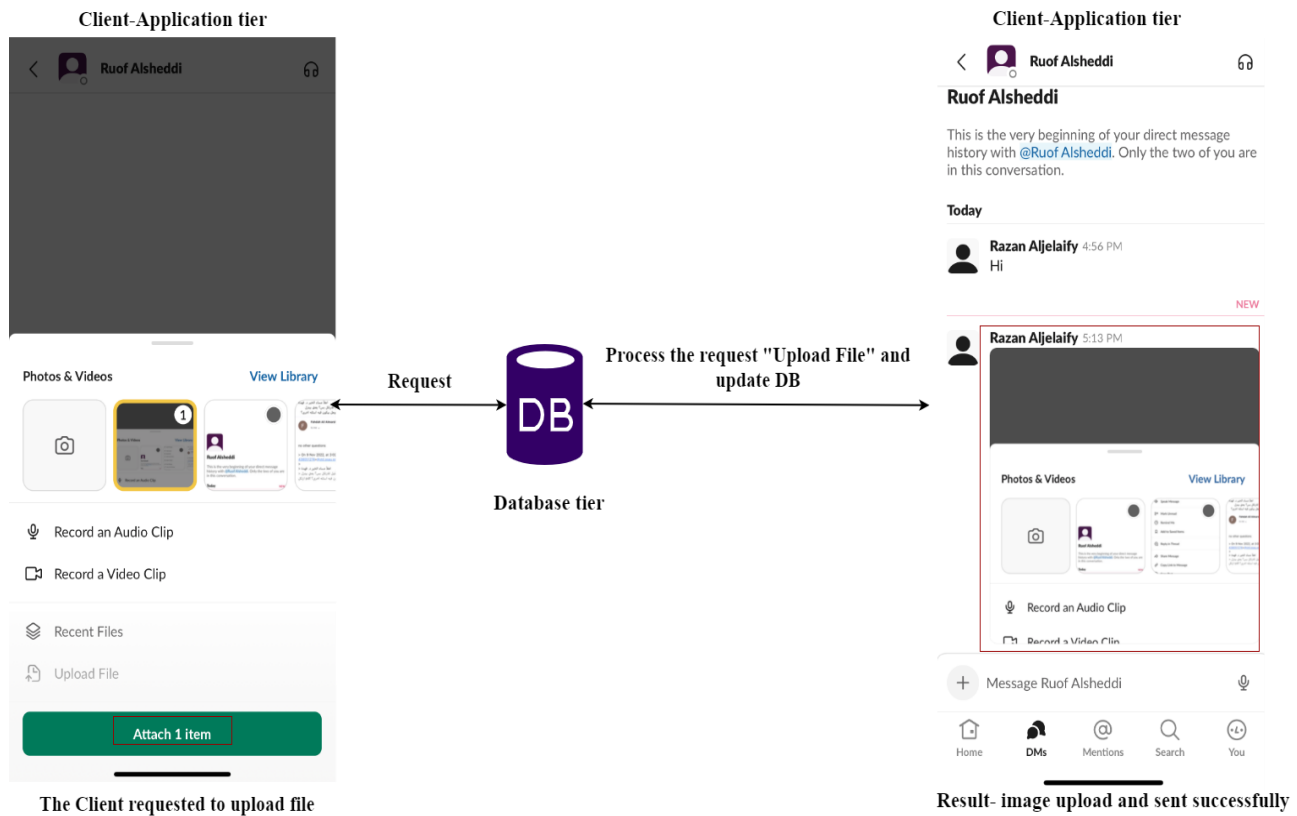 Client-Application tier
Ruof Alsheddi
Photos & Videos
View Library
1
Record an Audio Clip
Record a Video Clip
Recent Files
Upload File
Attach 1 item
The Client requested to upload file
Request
DB
Database tier
Process the request "Upload File" and
update DB
Client-Application tier
Ruof Alsheddi
Ruof Alsheddi
This is the very beginning of your direct message
history with @Ruof Alsheddi. Only the two of you are
in this conversation.
Today
Razan Aljelaify 4:56 PM
Hi
NEW
Razan Aljelaify 5:13 PM
Photos & Videos
View Library
Record an Audio Clip
Record a Video Clip
Message Ruof Alsheddi
Home
DMs
Mentions
Search
You
Result- image upload and sent successfully